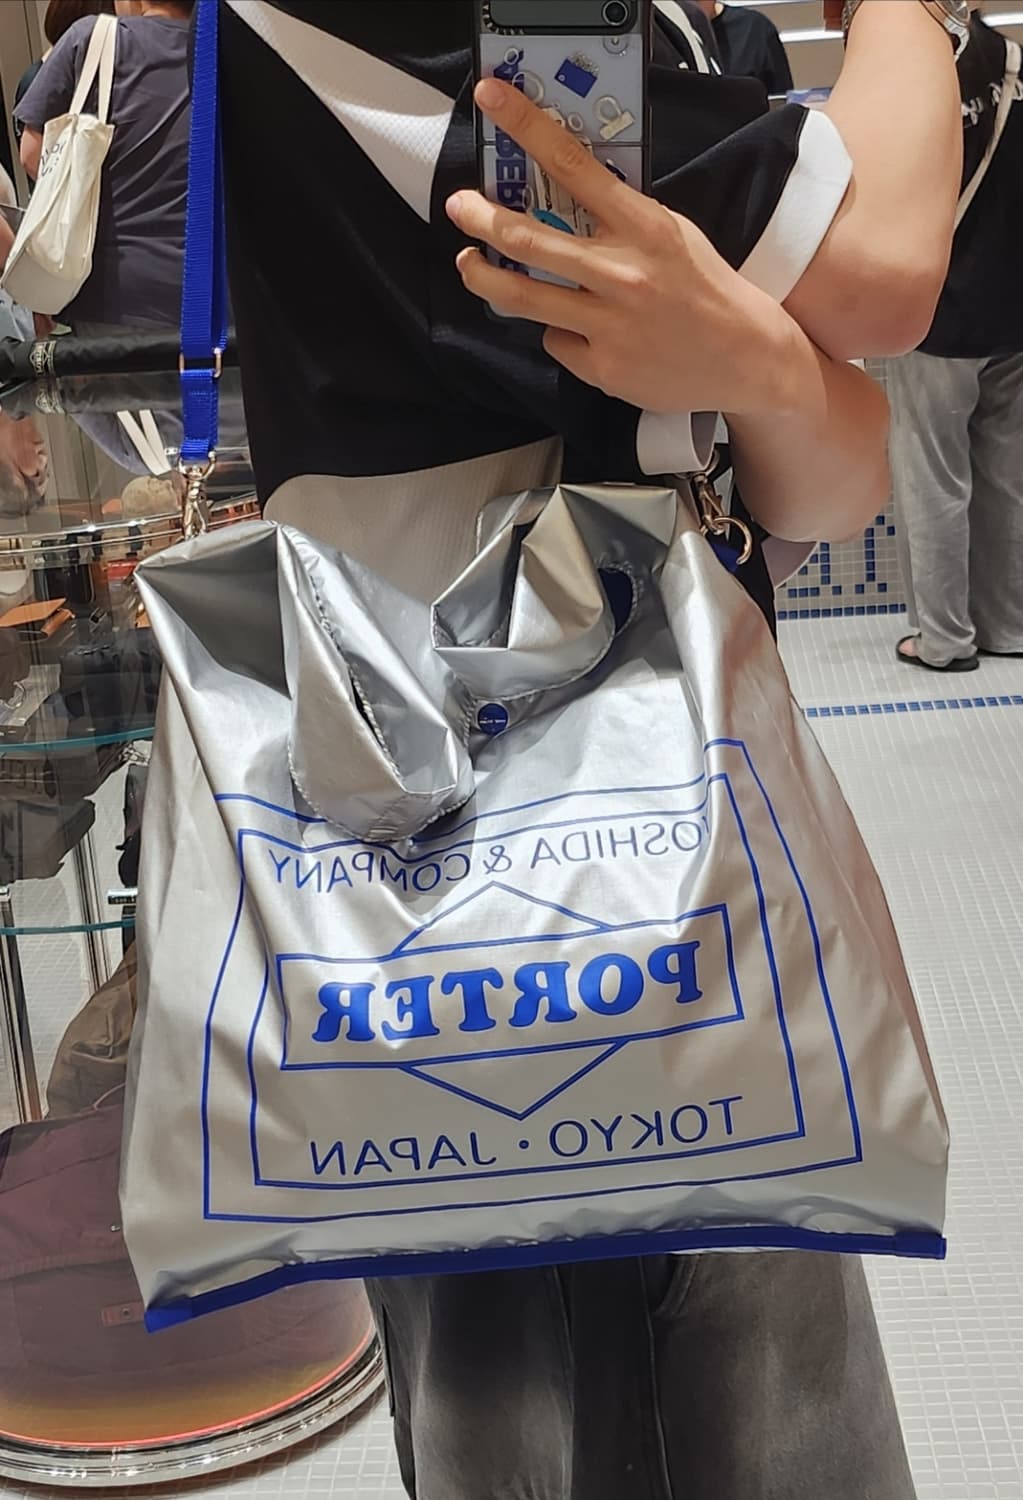 YOSHIDA & COMPANY
PORTER
TOKYO · JAPAN